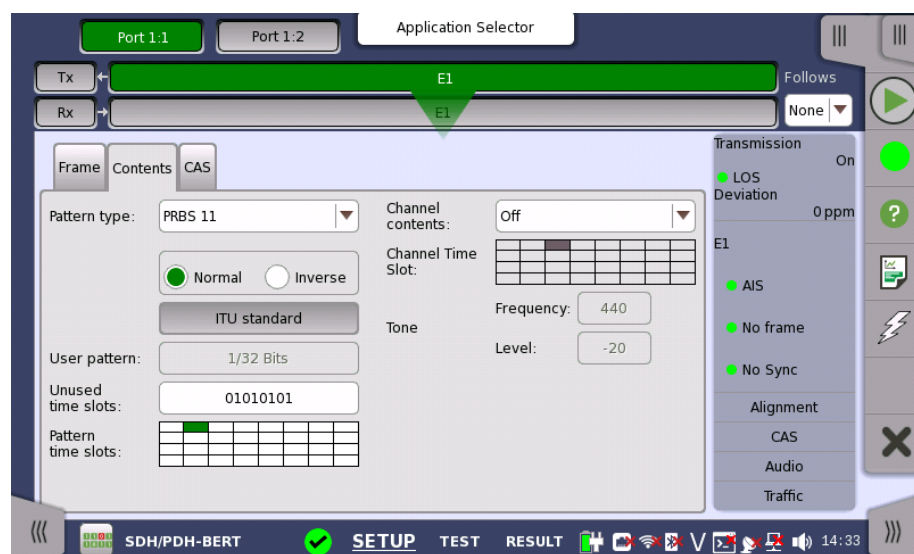 Application Selector
Port 1:1
Port 1:2
Tx
E1
Follows
Rx
E1
None
Frame
Contents
CAS
Pattern type:
PRBS 11
Normal
Inverse
ITU standard
User pattern:
1/32 Bits
Unused
time slots:
01010101
Pattern
time slots:
Channel
contents:
Off
Channel Time
Slot:
Tone
Frequency:
440
Level:
-20
Transmission
On
LOS
Deviation
0 ppm
E1
AIS
No frame
No Sync
Alignment
CAS
Audio
Traffic
SDH/PDH-BERT
SETUP
TEST
RESULT
14:33